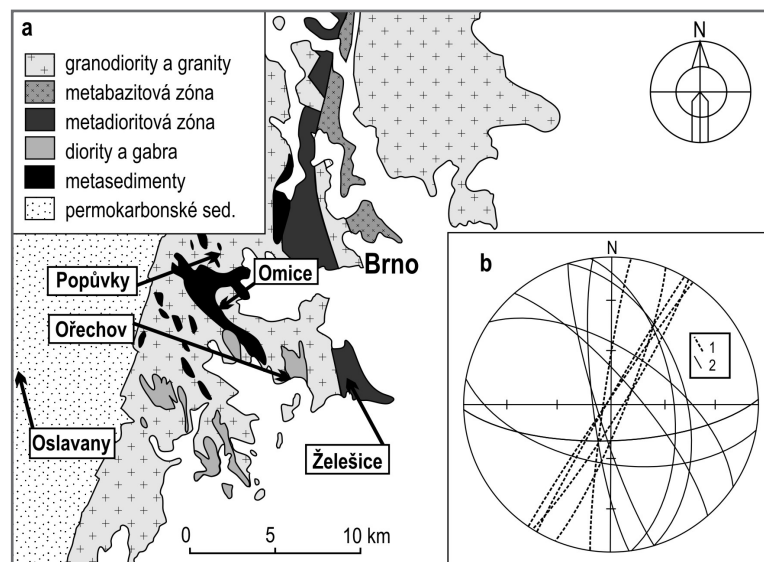 a
granodiority a granity
metabazitová zóna
metadioritová zóna
diority a gabra
metasedimenty
permokarbonské sed.
N
Brno
Popůvky
Omice
Ořechov
Oslavany
Želešice
0 5 10 km
b
N
1
2